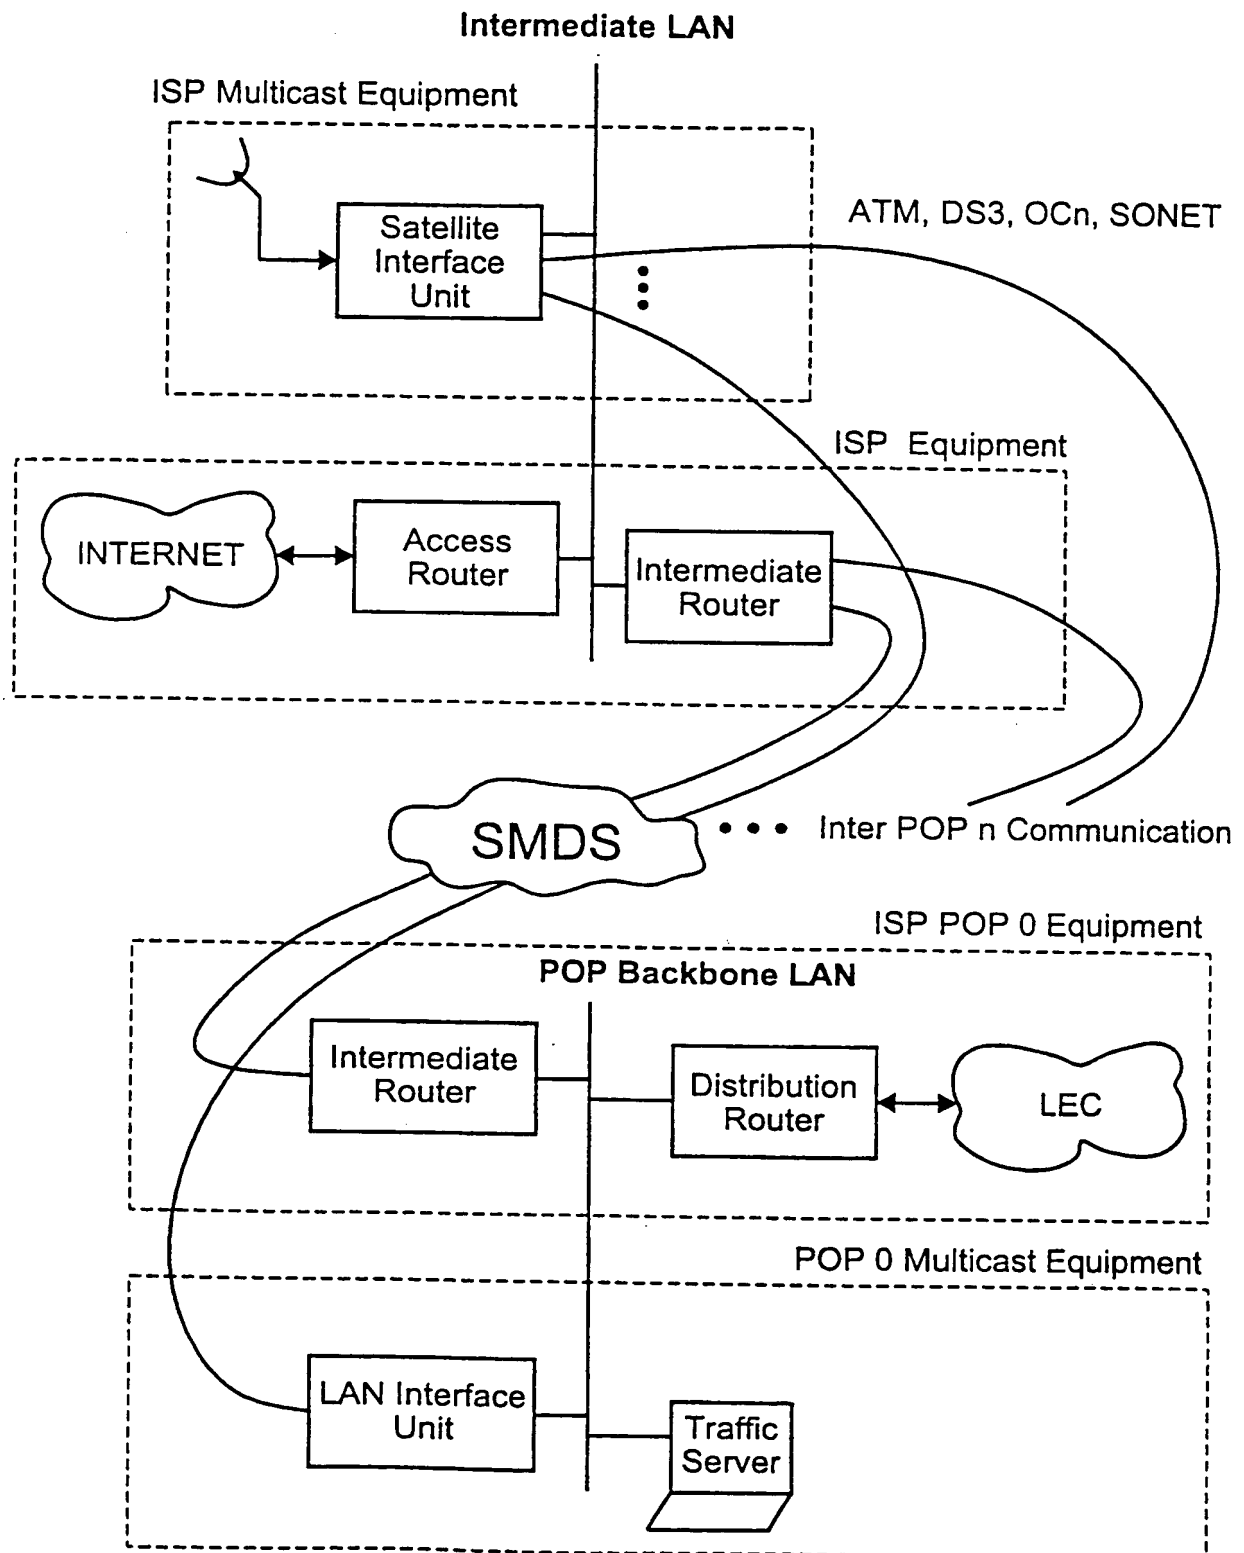 Intermediate LAN
ISP Multicast Equipment
Satellite
Interface
Unit
ATM, DS3, OCn, SONET
ISP Equipment
INTERNET
Access
Router
Intermediate
Router
SMDS
Inter POP n Communication
ISP POP 0 Equipment
POP Backbone LAN
Intermediate
Router
Distribution
Router
LEC
POP 0 Multicast Equipment
LAN Interface
Unit
Traffic
Server